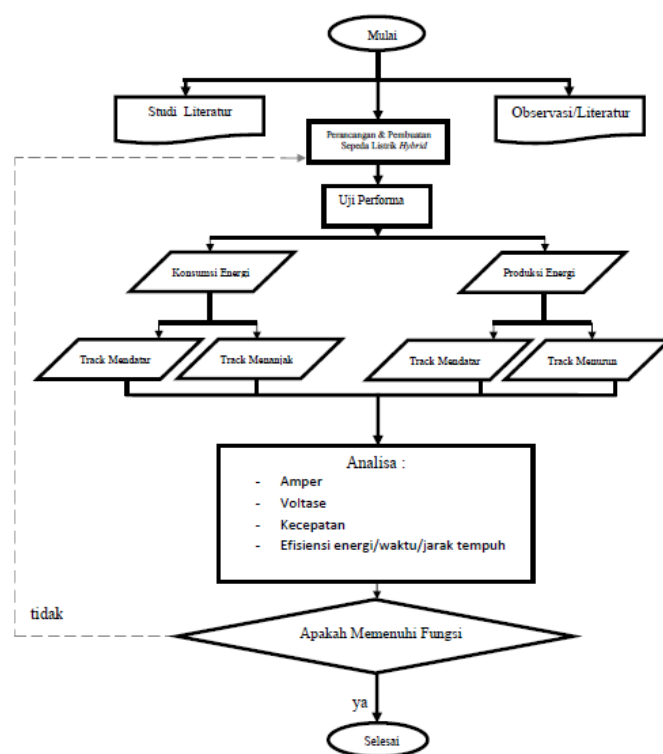 Mulai
Studi Literatur
Observasi/Literatur
Perancangan & Pembuatan
Sepeda Listrik Hybrid
Uji Performa
Konsumsi Energi
Produksi Energi
Track Mendatar
Track Menanjak
Track Mendatar
Track Menurun
Analisa :
- Amper
- Voltase
- Kecepatan
- Efisiensi energi/waktu/jarak tempuh
tidak
Apakah Memenuhi Fungsi
ya
Selesai